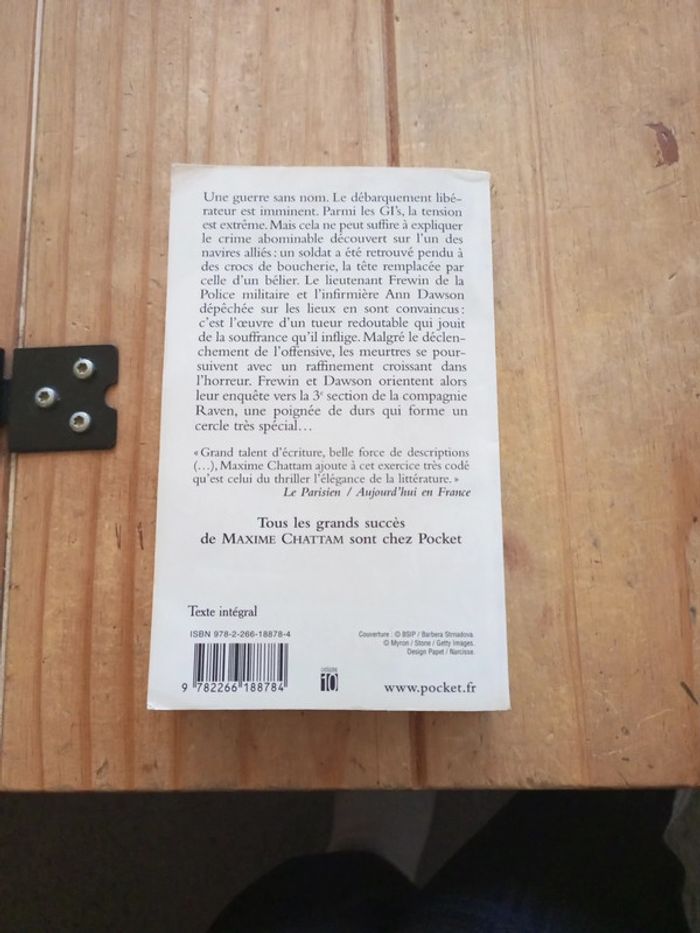 Une guerre sans nom. Le débarquement libé-
rateur est imminent. Parmi les GI's, la tension
est extrême. Mais cela ne peut suffire à expliquer
le crime abominable découvert sur l'un des
navires alliés : un soldat a été retrouvé pendu à
des crocs de boucherie, la tête remplacée par
celle d'un bélier. Le lieutenant Frewin de la
Police militaire et l'infirmière Ann Dawson
dépêchée sur les lieux en sont convaincus :
c'est l'œuvre d'un tueur redoutable qui jouit
de la souffrance qu'il inflige. Malgré le déclen-
chement de l'offensive, les meurtres se pour-
suivent avec un raffinement croissant dans
l'horreur. Frewin et Dawson orientent alors
leur enquête vers la 3e section de la compagnie
Raven, une poignée de durs qui forme un
cercle très spécial…
« Grand talent d'écriture, belle force de descriptions
(…), Maxime Chattam ajoute à cet exercice très codé
qu'est celui du thriller l'élégance de la littérature. »
Le Parisien / Aujourd'hui en France
Tous les grands succès
de MAXIME CHATTAM sont chez Pocket
Texte intégral
ISBN 978-2-266-18878-4
9 782266 188784
Couverture : © BSIP / Barbera Strnadova.
© Myron / Stone / Getty Images.
Design Papet / Narcisse.
10
www.pocket.fr